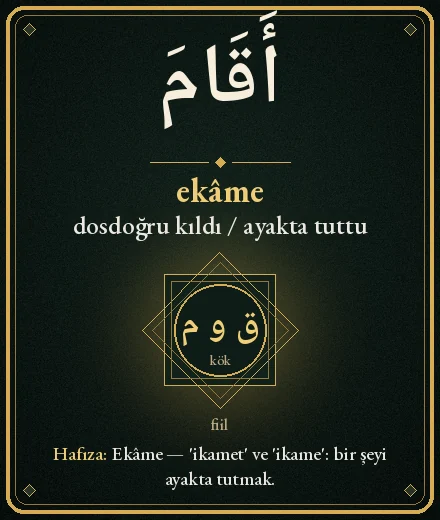 أَقَامَ
ekâme
dosdoğru kıldı / ayakta tuttu
ق و م
kök
fiil
Hafıza: Ekâme — 'ikamet' ve 'ikame': bir şeyi
ayakta tutmak.